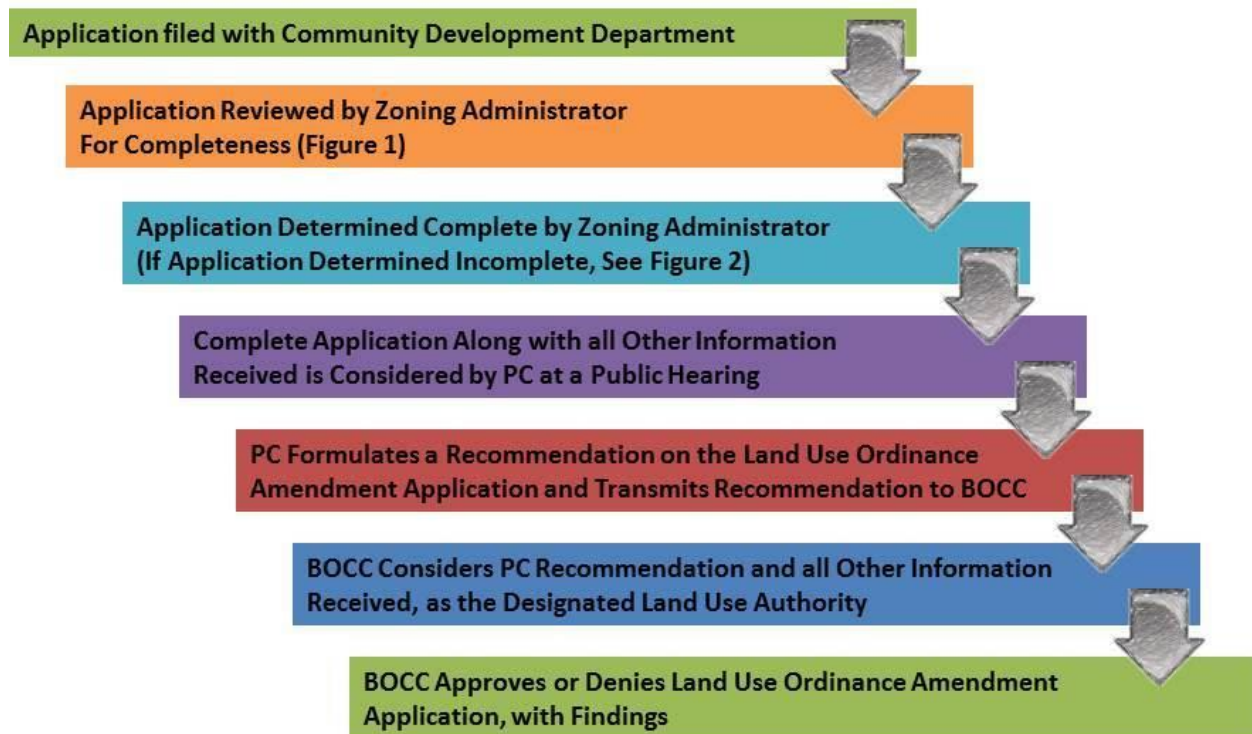 Application filed with Community Development Department
Application Reviewed by Zoning Administrator
For Completeness (Figure 1)
Application Determined Complete by Zoning Administrator
(If Application Determined Incomplete, See Figure 2)
Complete Application Along with all Other Information
Received is Considered by PC at a Public Hearing
PC Formulates a Recommendation on the Land Use Ordinance
Amendment Application and Transmits Recommendation to BOCC
BOCC Considers PC Recommendation and all Other Information
Received, as the Designated Land Use Authority
BOCC Approves or Denies Land Use Ordinance Amendment
Application, with Findings